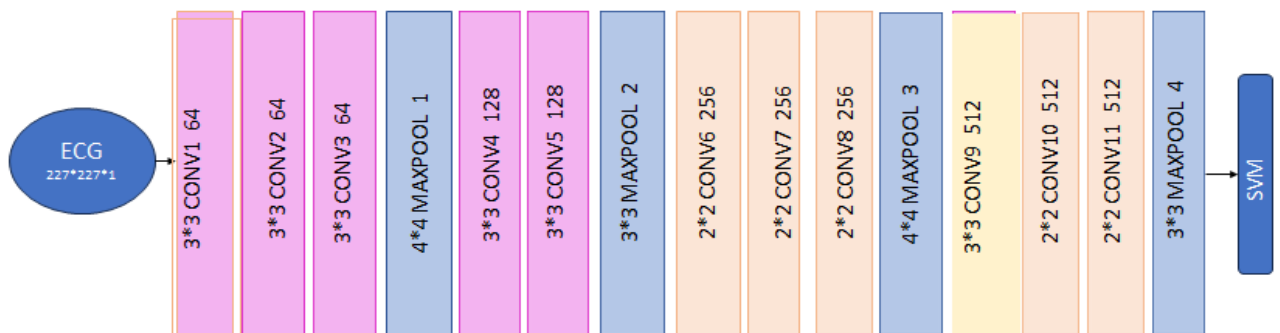 ECG
227*227*1
3*3 CONV1 64
3*3 CONV2 64
3*3 CONV3 64
4*4 MAXPOOL 1
3*3 CONV4 128
3*3 CONV5 128
3*3 MAXPOOL 2
2*2 CONV6 256
2*2 CONV7 256
2*2 CONV8 256
4*4 MAXPOOL 3
3*3 CONV9 512
2*2 CONV10 512
2*2 CONV11 512
3*3 MAXPOOL 4
SVM